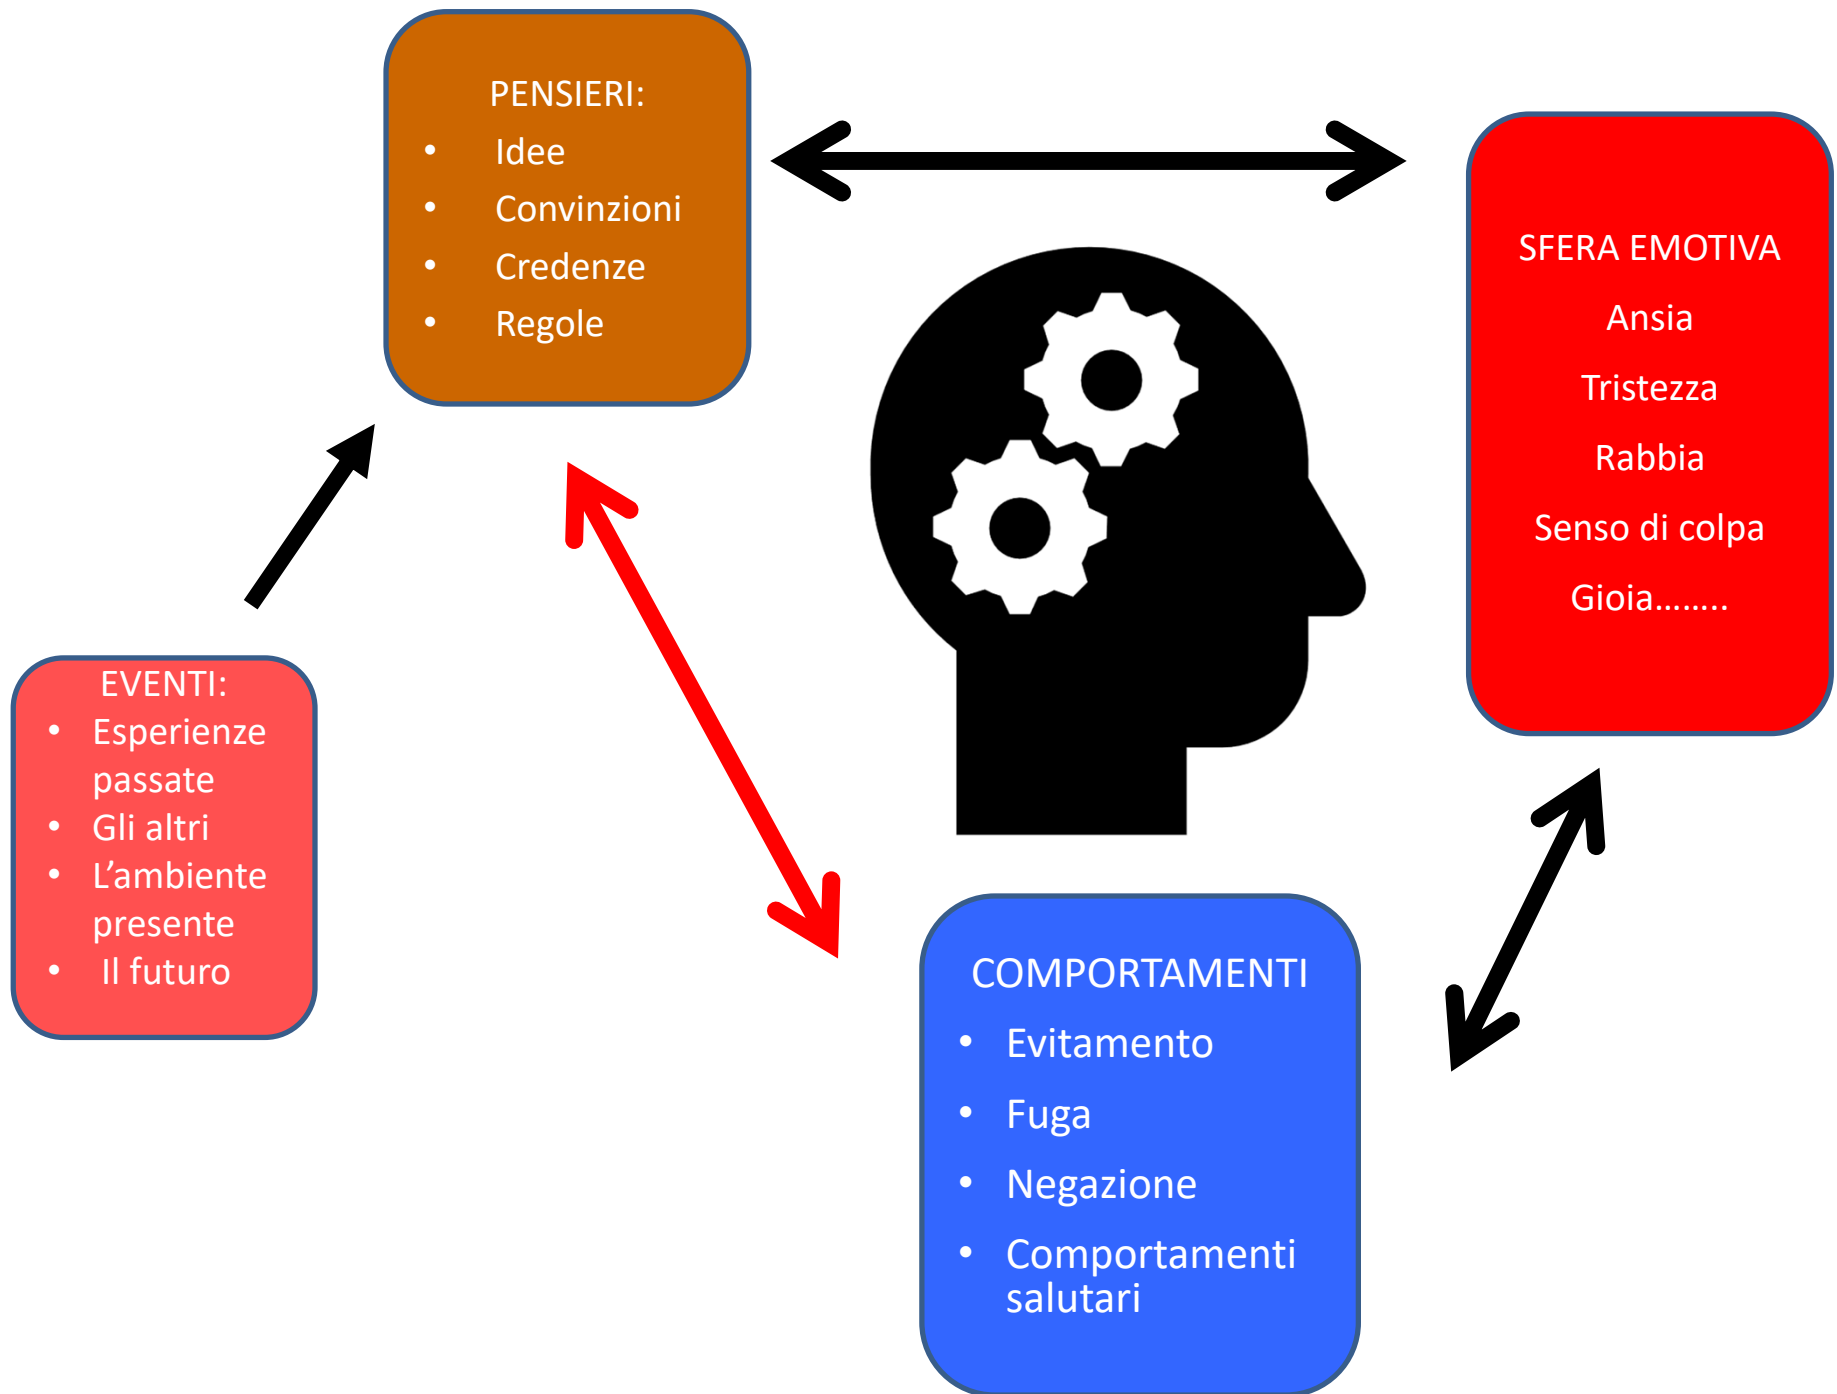 PENSIERI:
• Idee
• Convinzioni
• Credenze
• Regole
SFERA EMOTIVA
Ansia
Tristezza
Rabbia
Senso di colpa
Gioia........
EVENTI:
• Esperienze
passate
• Gli altri
• L’ambiente
presente
• Il futuro
COMPORTAMENTI
• Evitamento
• Fuga
• Negazione
• Comportamenti
salutari